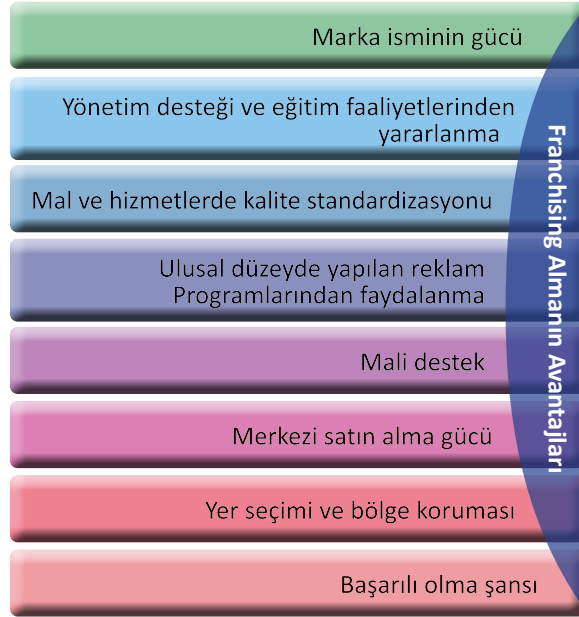 Marka isminin gücü
Yönetim desteği ve eğitim faaliyetlerinden
yararlanma
Mal ve hizmetlerde kalite standardizasyonu
Ulusal düzeyde yapılan reklam
Programlarından faydalanma
Mali destek
Merkezi satın alma gücü
Yer seçimi ve bölge koruması
Başarılı olma şansı
Franchising Almanın Avantajları